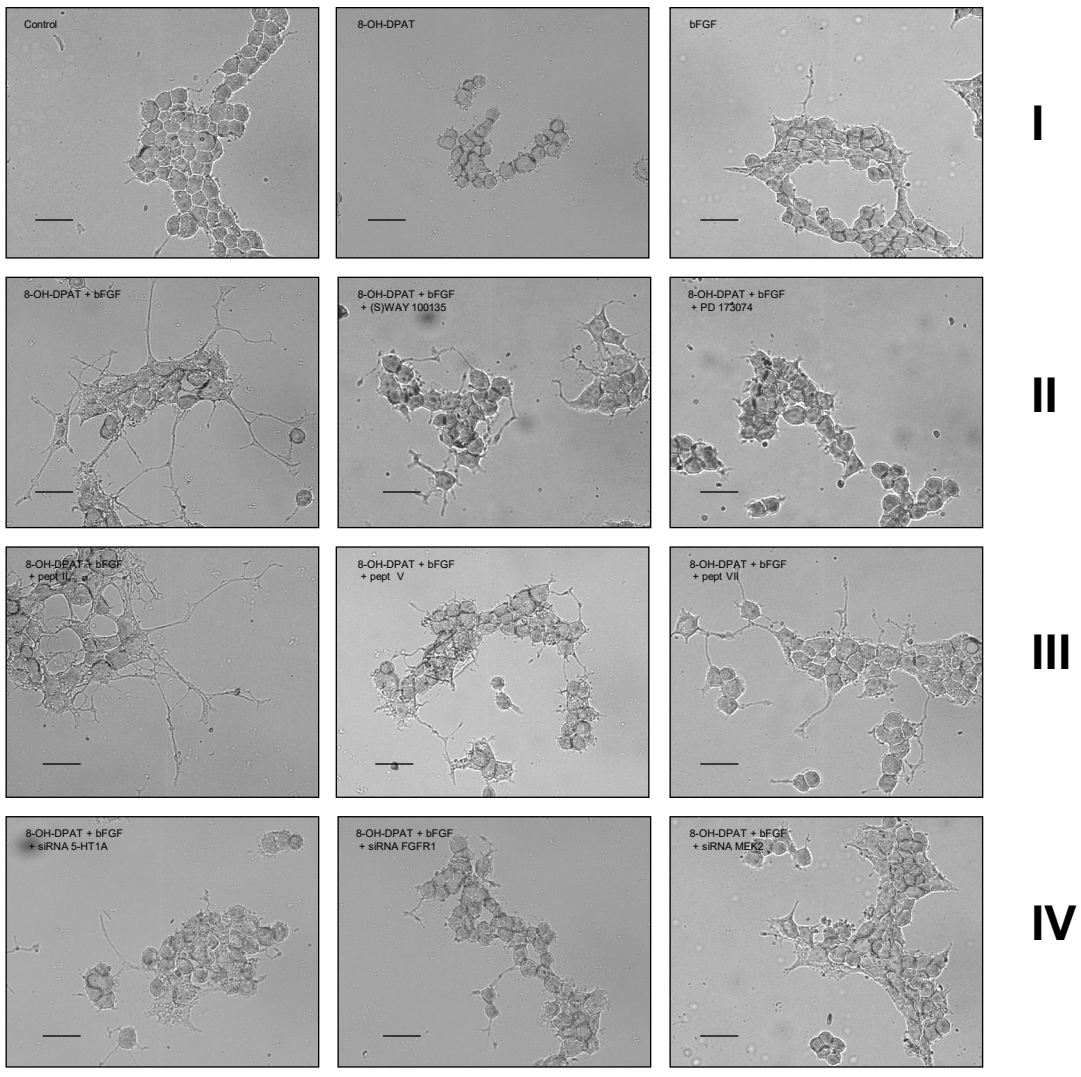 Control
8-OH-DPAT
bFGF
I
8-OH-DPAT + bFGF
8-OH-DPAT + bFGF
+ (S)WAY 100135
8-OH-DPAT + bFGF
+ PD 173074
II
8-OH-DPAT + bFGF
+ pept II
8-OH-DPAT + bFGF
+ pept V
8-OH-DPAT + bFGF
+ pept VII
III
8-OH-DPAT + bFGF
+ siRNA 5-HT1A
8-OH-DPAT + bFGF
+ siRNA FGFR1
8-OH-DPAT + bFGF
+ siRNA MEK2
IV